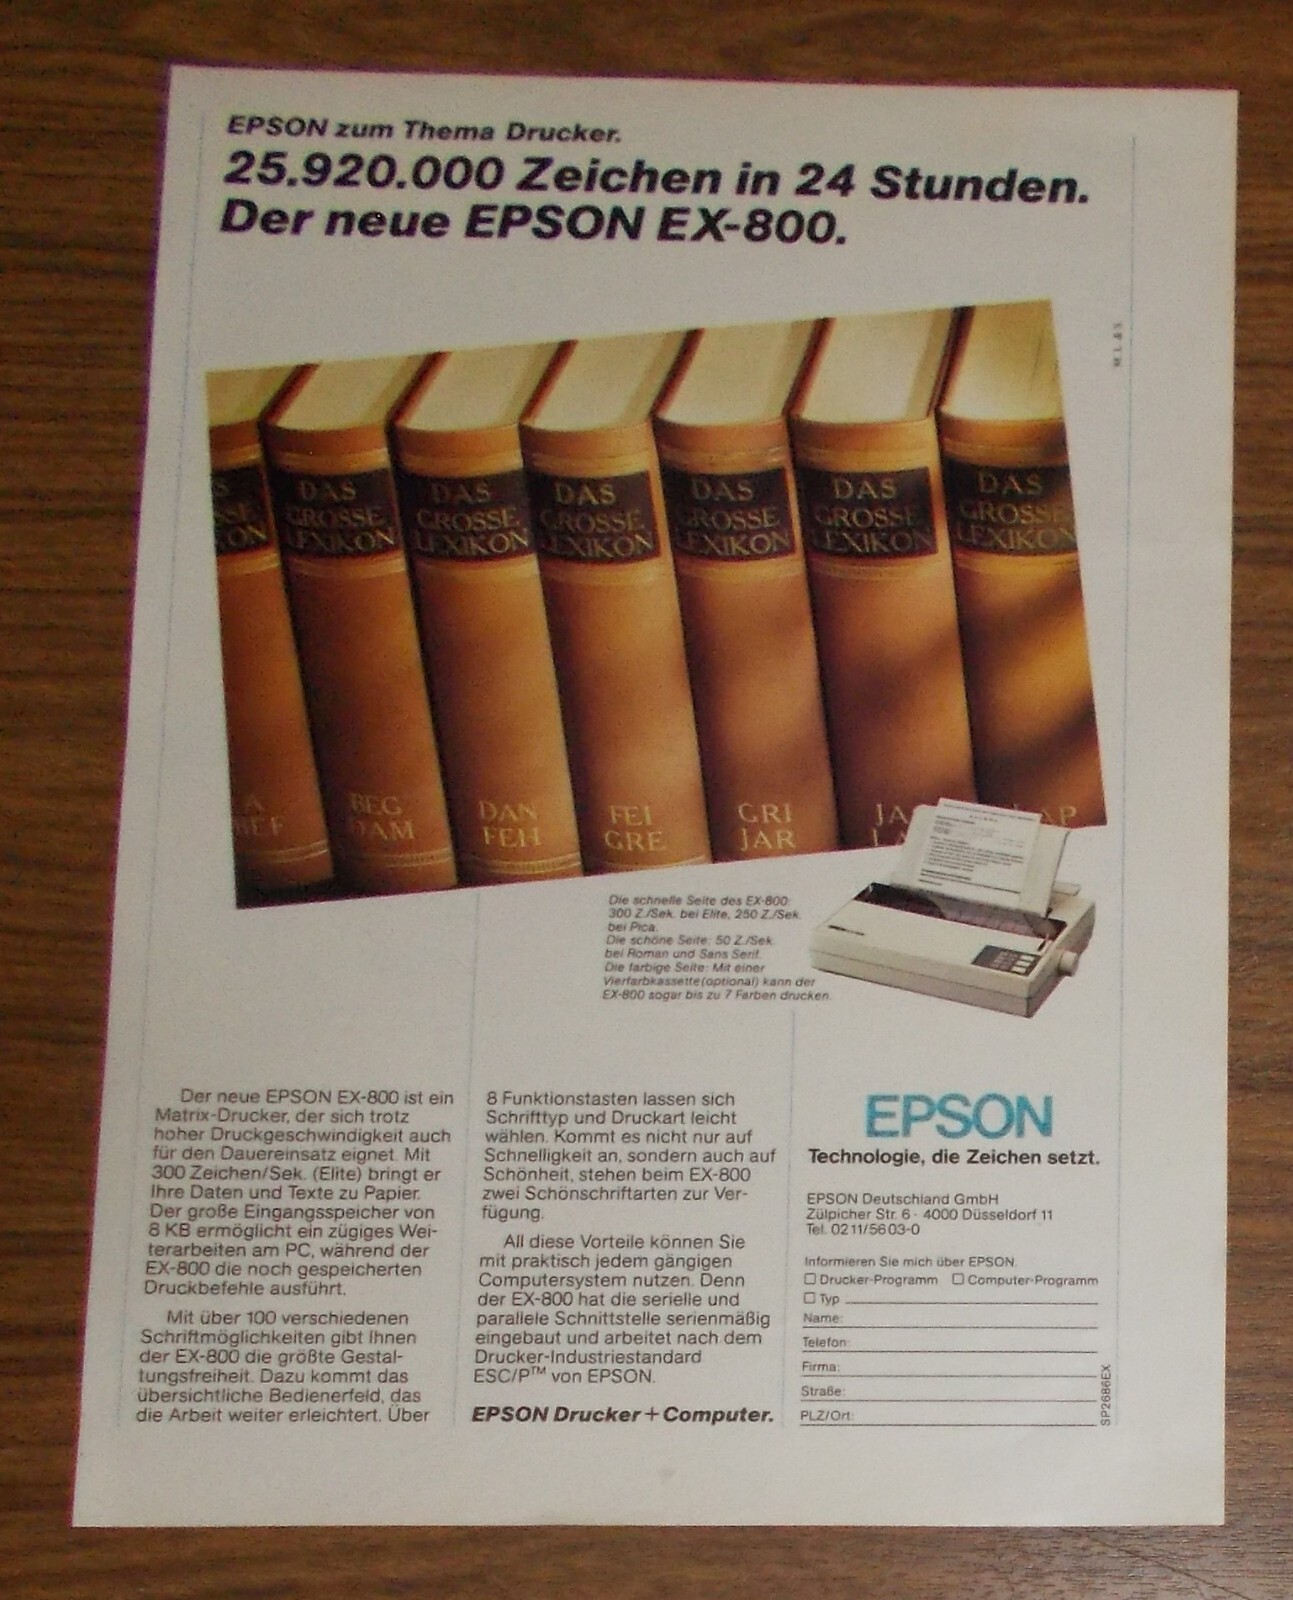 EPSON zum Thema Drucker.
25.920.000 Zeichen in 24 Stunden.
Der neue EPSON EX-800.
M. L. & S.
DAS
GROSSE
LEXIKON
DAS
GROSSE
LEXIKON
DAS
GROSSE
LEXIKON
DAS
GROSSE
LEXIKON
DAS
GROSSE
LEXIKON
DAS
GROSSE
LEXIKON
A
BEF
BEG
DAM
DAN
FEH
FEI
GRE
GRI
JAR
Die schnelle Seite des EX-800:
300 Z./Sek. bei Elite, 250 Z./Sek.
bei Pica.
Die schöne Seite: 50 Z./Sek.
bei Roman und Sans Serif.
Die farbige Seite: Mit einer
Vierfarbkassette (optional) kann der
EX-800 sogar bis zu 7 Farben drucken.
Der neue EPSON EX-800 ist ein
Matrix-Drucker, der sich trotz
hoher Druckgeschwindigkeit auch
für den Dauereinsatz eignet. Mit
300 Zeichen/Sek. (Elite) bringt er
Ihre Daten und Texte zu Papier.
Der große Eingangsspeicher von
8 KB ermöglicht ein zügiges Wei-
terarbeiten am PC, während der
EX-800 die noch gespeicherten
Druckbefehle ausführt.
Mit über 100 verschiedenen
Schriftmöglichkeiten gibt Ihnen
der EX-800 die größte Gestal-
tungsfreiheit. Dazu kommt das
übersichtliche Bedienerfeld, das
die Arbeit weiter erleichtert. Über
8 Funktionstasten lassen sich
Schrifttyp und Druckart leicht
wählen. Kommt es nicht nur auf
Schnelligkeit an, sondern auch auf
Schönheit, stehen beim EX-800
zwei Schönschriftarten zur Ver-
fügung.
All diese Vorteile können Sie
mit praktisch jedem gängigen
Computersystem nutzen. Denn
der EX-800 hat die serielle und
parallele Schnittstelle serienmäßig
eingebaut und arbeitet nach dem
Drucker-Industriestandard
ESC/P™ von EPSON.
EPSON Drucker+Computer.
EPSON
Technologie, die Zeichen setzt.
EPSON Deutschland GmbH
Zülpicher Str. 6 · 4000 Düsseldorf 11
Tel. 02 11/56 03-0
Informieren Sie mich über EPSON.
☐ Drucker-Programm ☐ Computer-Programm
☐ Typ
Name:
Telefon:
Firma:
Straße:
PLZ/Ort:
SP2686EX